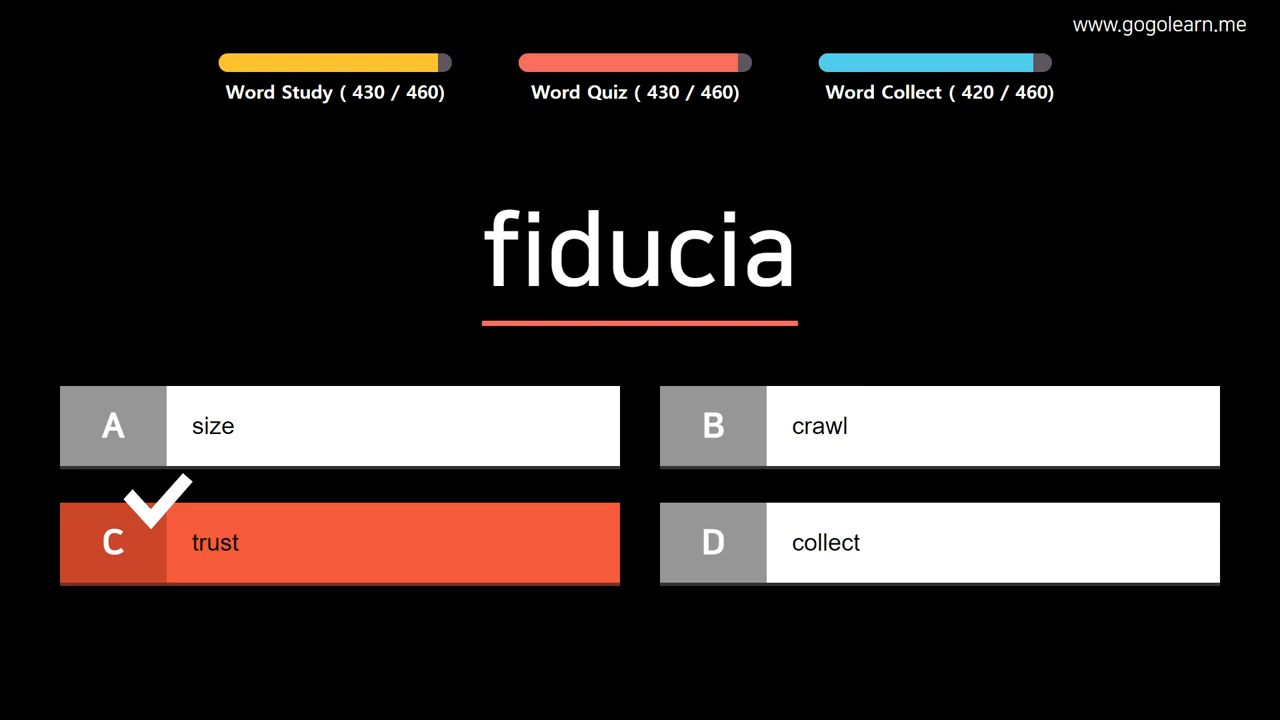 www.gogolearn.me
Word Study ( 430 / 460)
Word Quiz ( 430 / 460)
Word Collect ( 420 / 460)
fiducia
A size
B crawl
C trust
D collect